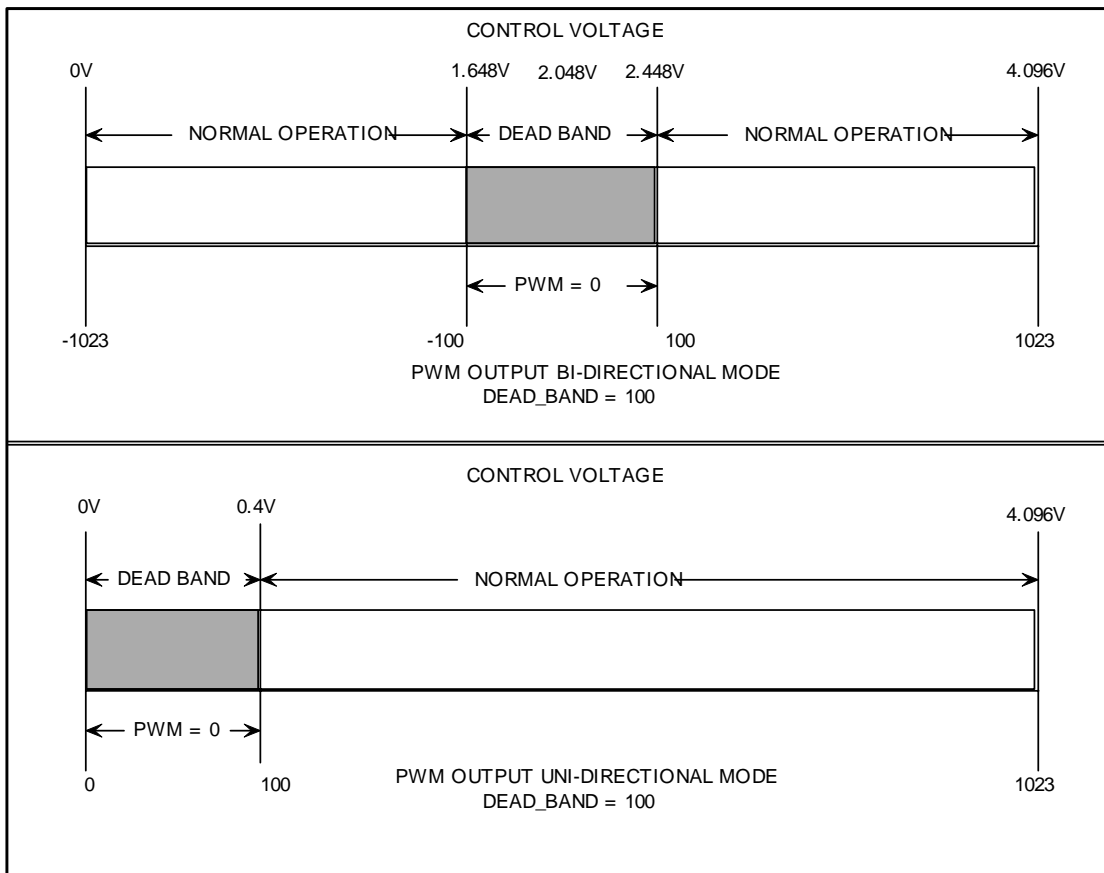 CONTROL VOLTAGE
0V 1.648V 2.048V 2.448V 4.096V
NORMAL OPERATION DEAD BAND NORMAL OPERATION
PWM = 0
-1023 -100 100 1023
PWM OUTPUT BI-DIRECTIONAL MODE
DEAD_BAND = 100
CONTROL VOLTAGE
0V 0.4V 4.096V
DEAD BAND NORMAL OPERATION
PWM = 0
0 100 1023
PWM OUTPUT UNI-DIRECTIONAL MODE
DEAD_BAND = 100